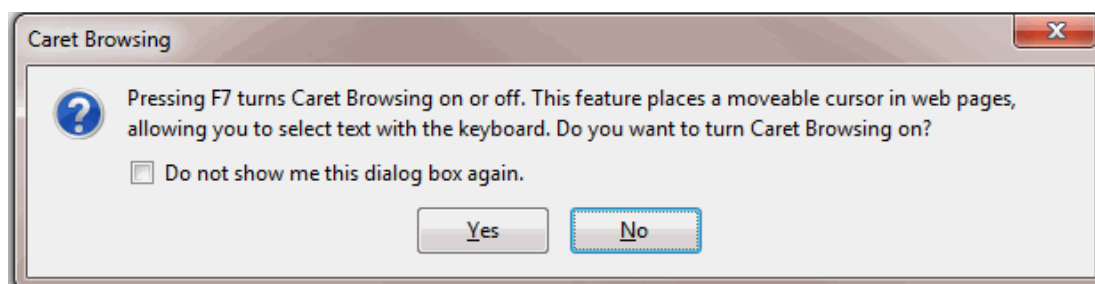 Caret Browsing
Pressing F7 turns Caret Browsing on or off. This feature places a moveable cursor in web pages,
allowing you to select text with the keyboard. Do you want to turn Caret Browsing on?
Do not show me this dialog box again.
Yes No